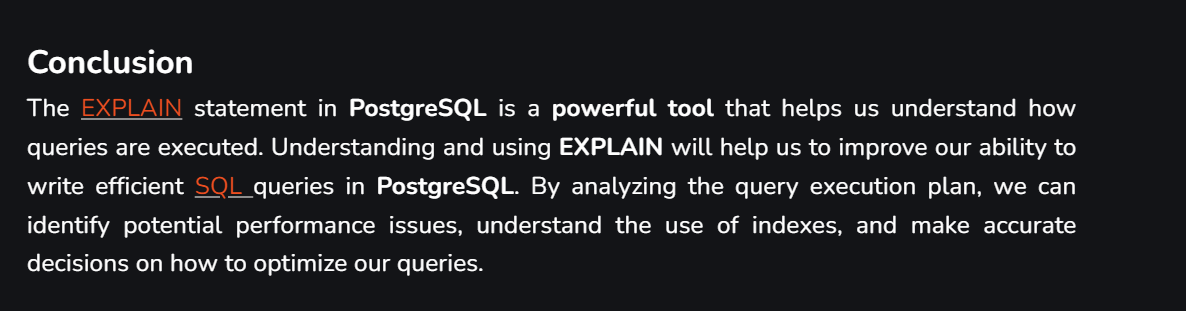 Conclusion
The EXPLAIN statement in PostgreSQL is a powerful tool that helps us understand how
queries are executed. Understanding and using EXPLAIN will help us to improve our ability to
write efficient SQL queries in PostgreSQL. By analyzing the query execution plan, we can
identify potential performance issues, understand the use of indexes, and make accurate
decisions on how to optimize our queries.